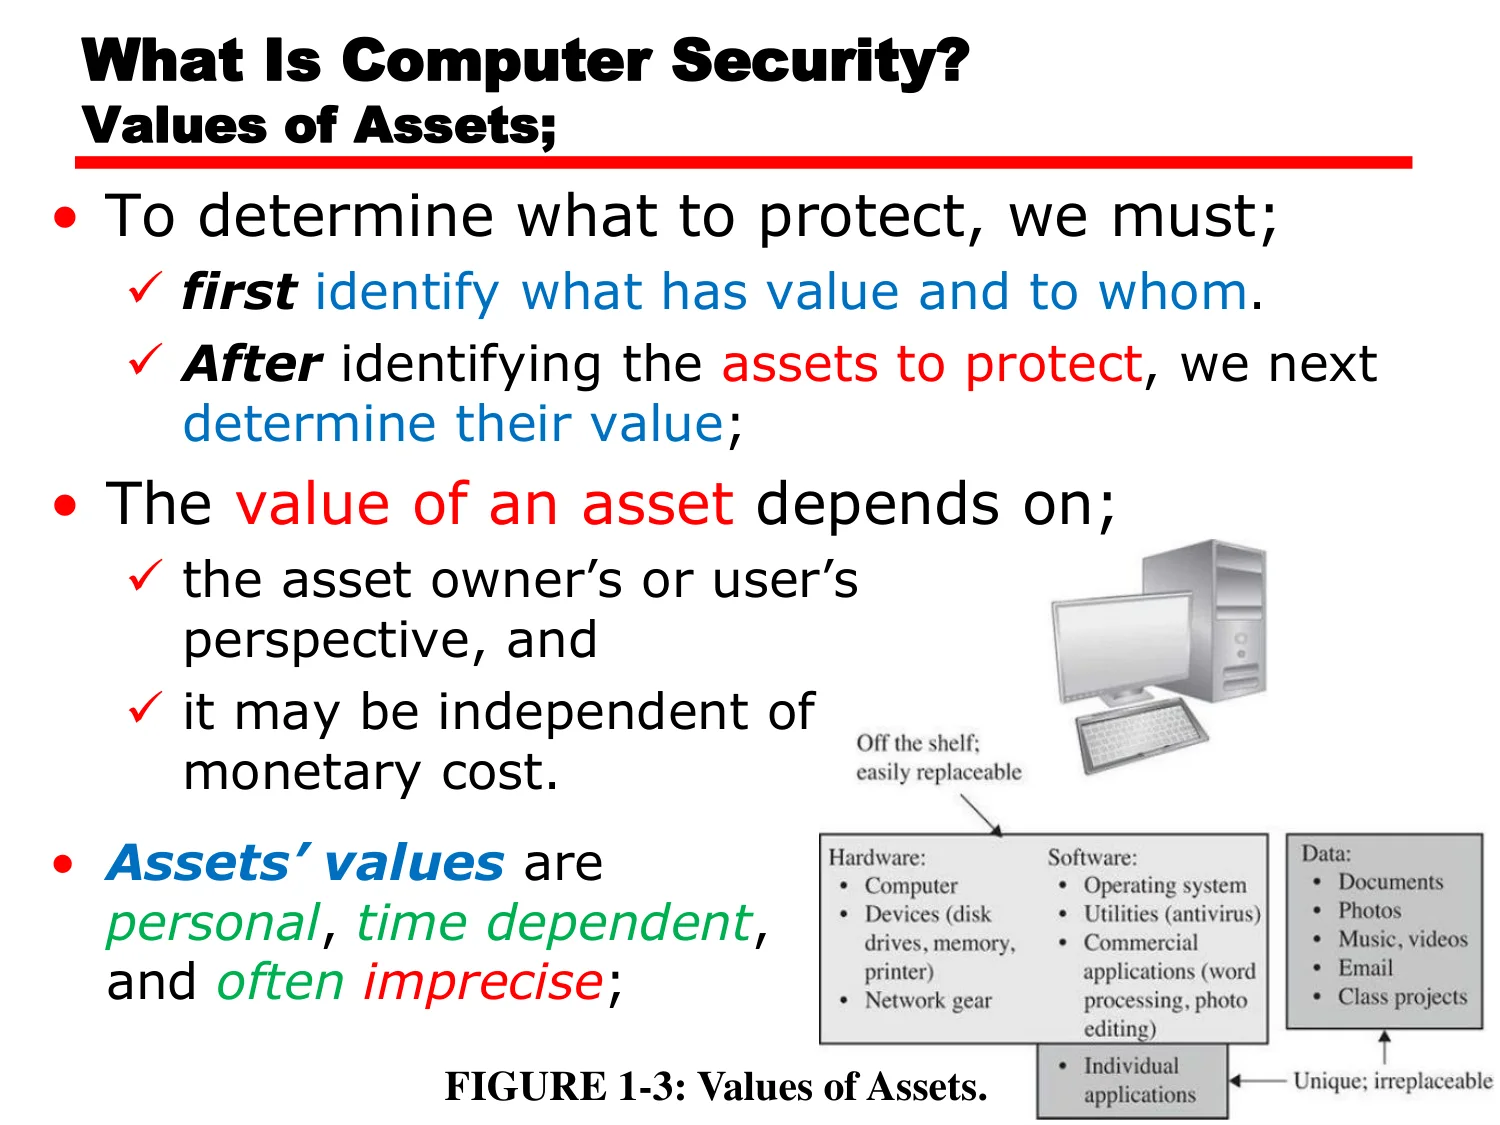 What Is Computer Security?
Values of Assets;
• To determine what to protect, we must;
✓ first identify what has value and to whom.
✓ After identifying the assets to protect, we next
determine their value;
• The value of an asset depends on;
✓ the asset owner’s or user’s
perspective, and
✓ it may be independent of
monetary cost.
• Assets’ values are
personal, time dependent,
and often imprecise;
Off the shelf;
easily replaceable
Hardware:
• Computer
• Devices (disk
drives, memory,
printer)
• Network gear
Software:
• Operating system
• Utilities (antivirus)
• Commercial
applications (word
processing, photo
editing)
• Individual
applications
Data:
• Documents
• Photos
• Music, videos
• Email
• Class projects
Unique; irreplaceable
FIGURE 1-3: Values of Assets.